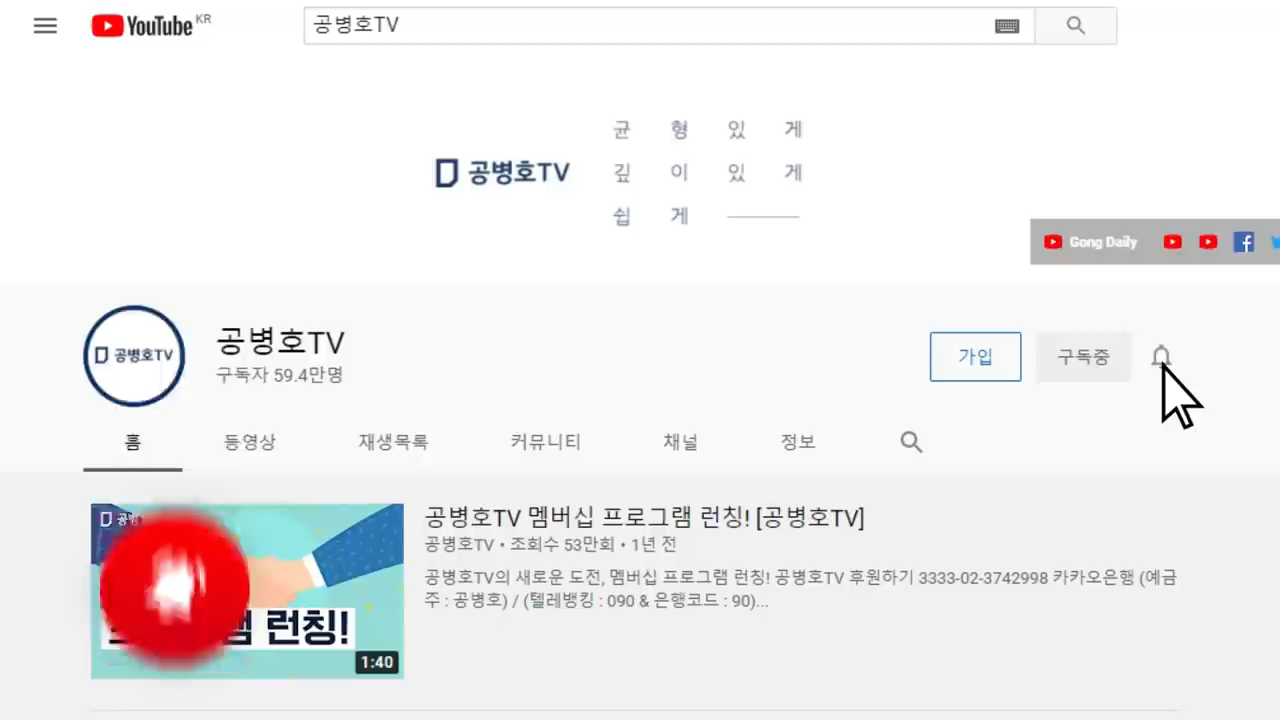 YouTube KR
공병호TV
균 형 있 게
공병호TV 깊 이 있 게
쉽 게
Gong Daily
공병호TV
공병호TV
구독자 59.4만명
가입
구독중
홈 동영상 재생목록 커뮤니티 채널 정보
공병호TV 멤버십 프로그램 런칭! [공병호TV]
공병호TV • 조회수 53만회 • 1년 전
공병호TV의 새로운 도전, 멤버십 프로그램 런칭! 공병호TV 후원하기 3333-02-3742998 카카오은행 (예금
주 : 공병호) / (텔레뱅킹 : 090 & 은행코드 : 90)...
런칭!
1:40